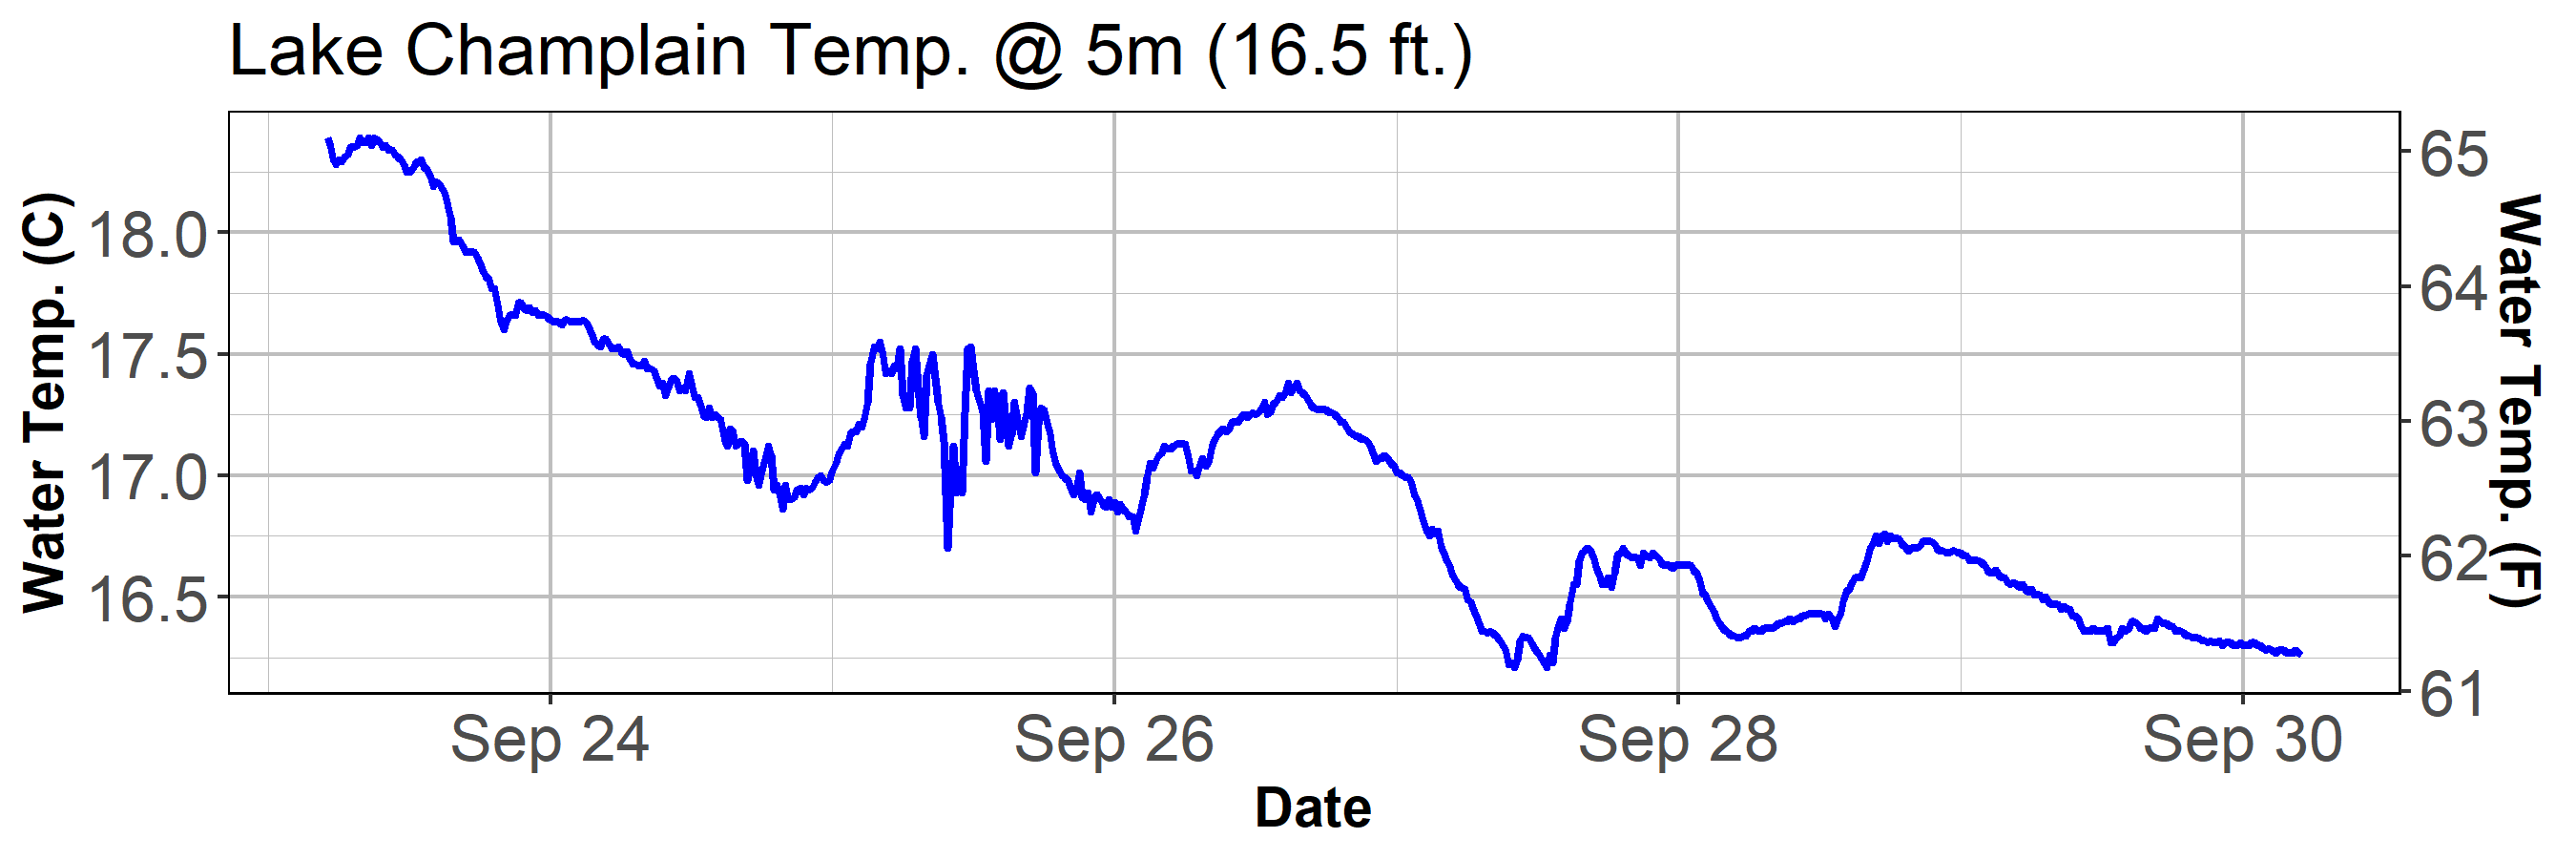 Lake Champlain Temp. @ 5m (16.5 ft.)
Water Temp. (C)
18.0
17.5
17.0
16.5
65
64
63
62
61
Water Temp. (F)
Sep 24 Sep 26 Sep 28 Sep 30
Date